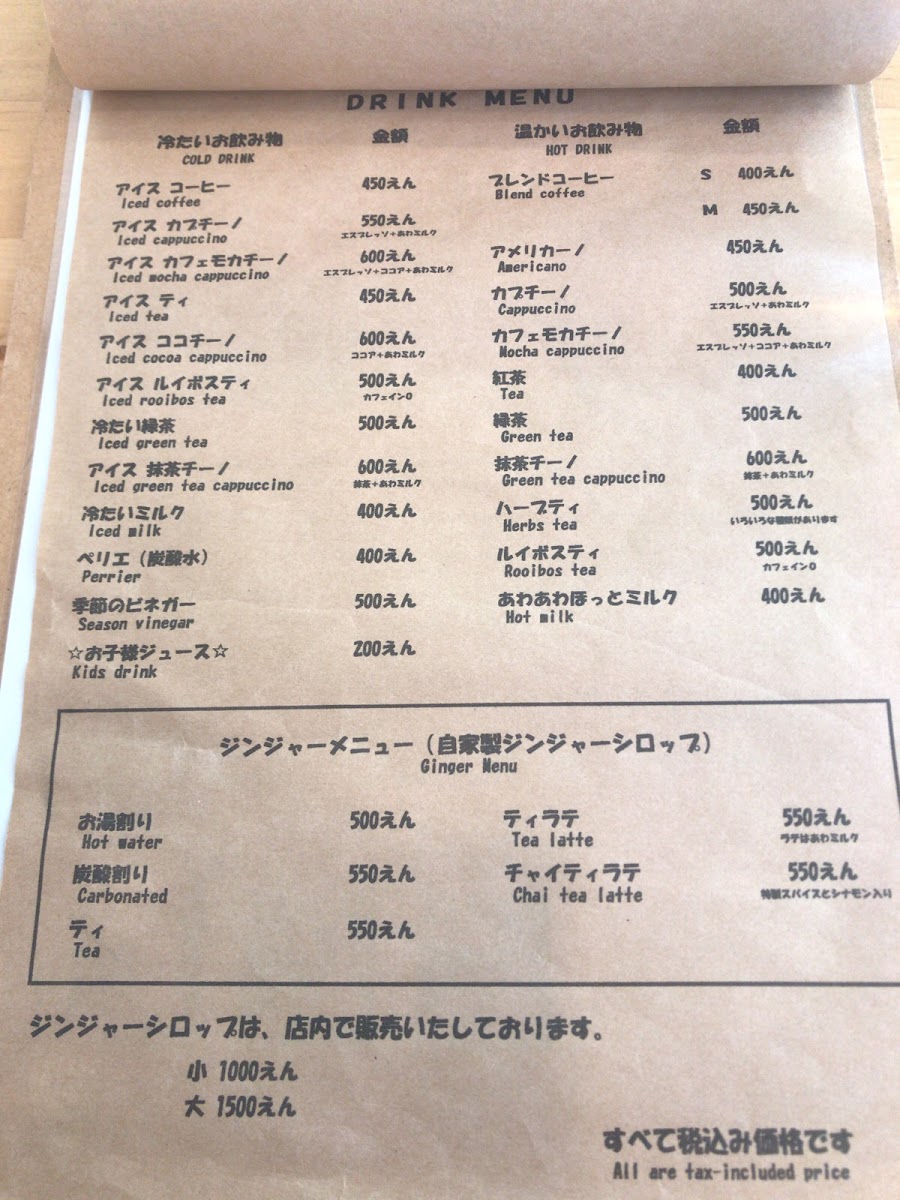 DRINK MENU
冷たいお飲み物 金額
COLD DRINK
アイス コーヒー 450えん
Iced coffee
アイス カプチーノ 550えん
Iced cappuccino エスプレッソ+あわミルク
アイス カフェモカチーノ 600えん
Iced mocha cappuccino エスプレッソ+ココア+あわミルク
アイス ティ 450えん
Iced tea
アイス ココチーノ 600えん
Iced cocoa cappuccino ココア+あわミルク
アイス ルイボスティ 500えん
Iced rooibos tea カフェイン0
冷たい緑茶 500えん
Iced green tea
アイス 抹茶チーノ 600えん
Iced green tea cappuccino 抹茶+あわミルク
冷たいミルク 400えん
Iced milk
ペリエ(炭酸水) 400えん
Perrier
季節のビネガー 500えん
Season vinegar
☆お子様ジュース☆ 200えん
Kids drink
温かいお飲み物 金額
HOT DRINK
ブレンドコーヒー S 400えん
Blend coffee
M 450えん
アメリカーノ 450えん
Americano
カプチーノ 500えん
Cappuccino エスプレッソ+あわミルク
カフェモカチーノ 550えん
Mocha cappuccino エスプレッソ+ココア+あわミルク
紅茶 400えん
Tea
緑茶 500えん
Green tea
抹茶チーノ 600えん
Green tea cappuccino 抹茶+あわミルク
ハーブティ 500えん
Herbs tea いろいろな種類があります
ルイボスティ 500えん
Rooibos tea カフェイン0
あわあわほっとミルク 400えん
Hot milk
ジンジャーメニュー(自家製ジンジャーシロップ)
Ginger Menu
お湯割り 500えん
Hot water
炭酸割り 550えん
Carbonated
ティ 550えん
Tea
ティラテ 550えん
Tea latte ラテはあわミルク
チャイティラテ 550えん
Chai tea latte 特製スパイスとシナモン入り
ジンジャーシロップは、店内で販売いたしております。
小 1000えん
大 1500えん
すべて税込み価格です
All are tax-included price